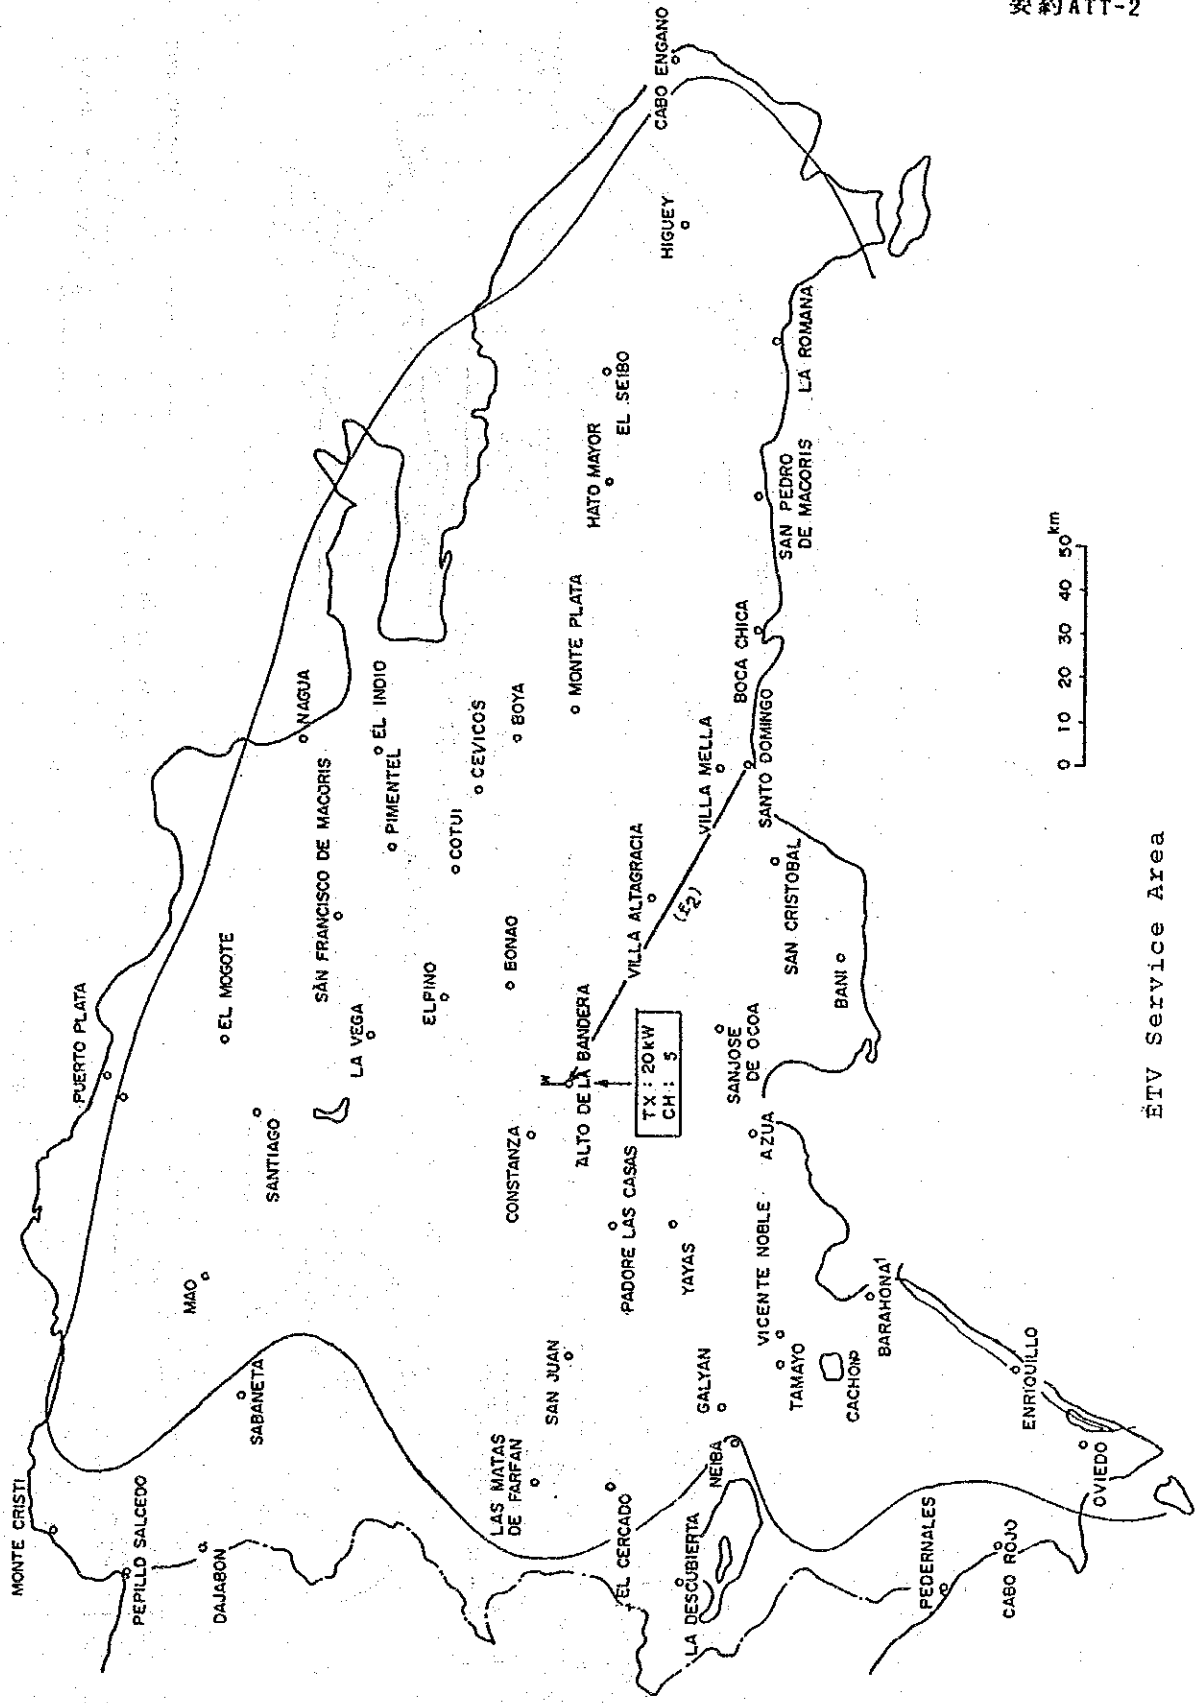 要約ATT-2
MONTE CRISTI
PEPILLO SALCEDO
DAJABON
PUERTO PLATA
MAO
SABANETA
SANTIAGO
EL MOGOTE
NAGUA
SAN FRANCISCO DE MACORIS
LA VEGA
EL INDIO
PIMENTEL
ELPINO
COTUI
CEVICOS
BONAO
BOYA
CONSTANZA
LAS MATAS
DE FARFAN
SAN JUAN
EL CERCADO
ALTO DE LA BANDERA
MONTE PLATA
HATO MAYOR
EL SEIBO
CABO ENGANO
HIGUEY
PADORE LAS CASAS
TX : 20KW
CH : 5
VILLA ALTAGRACIA
(E2)
VILLA MELLA
YAYAS
LA DESCUBIERTA
NEIBA
GALYAN
SANJOSE
DE OCOA
VICENTE NOBLE
AZUA
TAMAYO
SANTO DOMINGO
BOCA CHICA
SAN PEDRO
DE MACORIS
LA ROMANA
SAN CRISTOBAL
BANI
CACHON
BARAHONA
PEDERNALES
CABO ROJO
ENRIQUILLO
OVIEDO
0 10 20 30 40 50 km
ETV Service Area